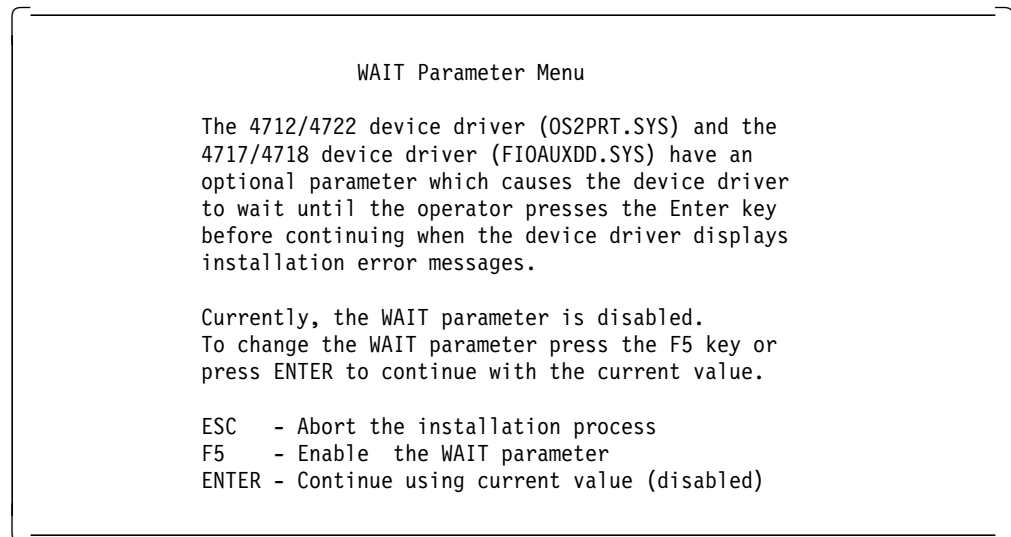 WAIT Parameter Menu
The 4712/4722 device driver (OS2PRT.SYS) and the
4717/4718 device driver (FIOAUXDD.SYS) have an
optional parameter which causes the device driver
to wait until the operator presses the Enter key
before continuing when the device driver displays
installation error messages.
Currently, the WAIT parameter is disabled.
To change the WAIT parameter press the F5 key or
press ENTER to continue with the current value.
ESC   - Abort the installation process
F5    - Enable  the WAIT parameter
ENTER - Continue using current value (disabled)